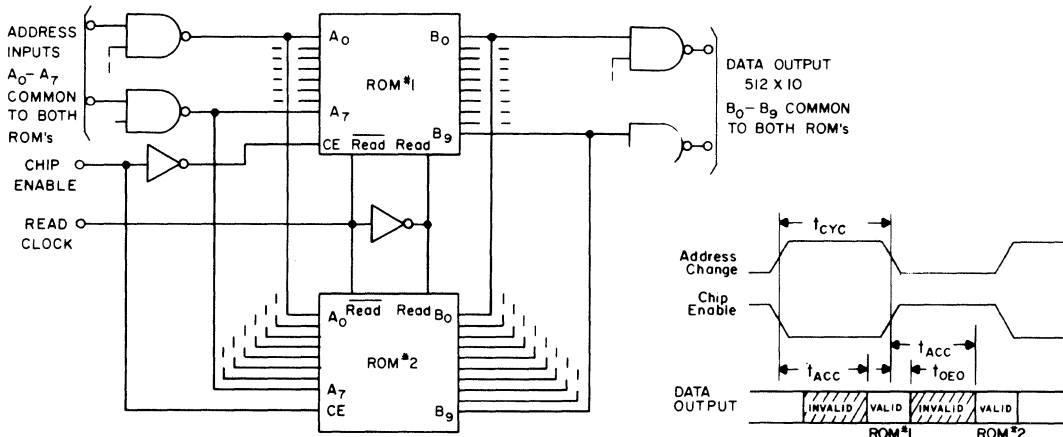 ADDRESS
INPUTS
A0-A7
COMMON
TO BOTH
ROM's
CHIP
ENABLE
READ
CLOCK
A0
B0
ROM#1
A7
B9
CE
Read
Read
Read
Read
A0
B0
ROM#2
A7
B9
CE
DATA OUTPUT
512 X 10
B0-B9 COMMON
TO BOTH ROM's
tCYC
Address
Change
Chip
Enable
tACC
tACC
tOEO
DATA
OUTPUT
INVALID
VALID
INVALID
VALID
ROM#1
ROM#2